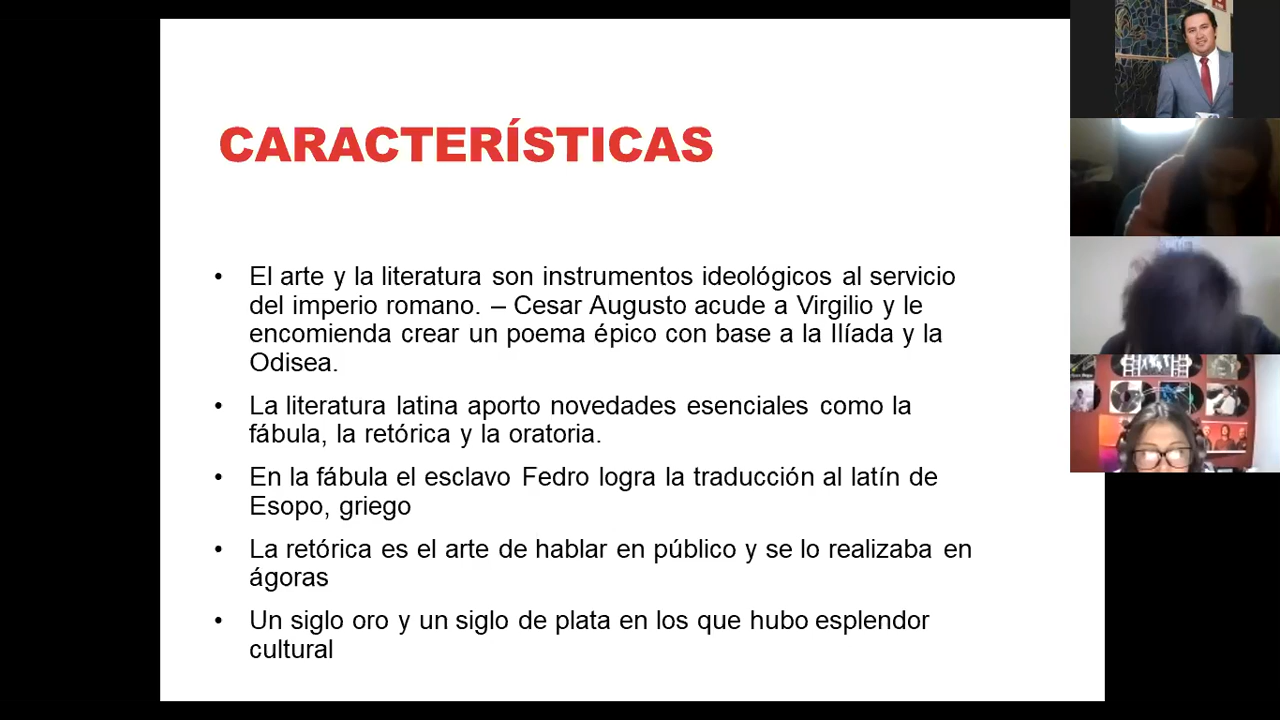 CARACTERÍSTICAS
• El arte y la literatura son instrumentos ideológicos al servicio
del imperio romano. – Cesar Augusto acude a Virgilio y le
encomienda crear un poema épico con base a la Ilíada y la
Odisea.
• La literatura latina aporto novedades esenciales como la
fábula, la retórica y la oratoria.
• En la fábula el esclavo Fedro logra la traducción al latín de
Esopo, griego
• La retórica es el arte de hablar en público y se lo realizaba en
ágoras
• Un siglo oro y un siglo de plata en los que hubo esplendor
cultural